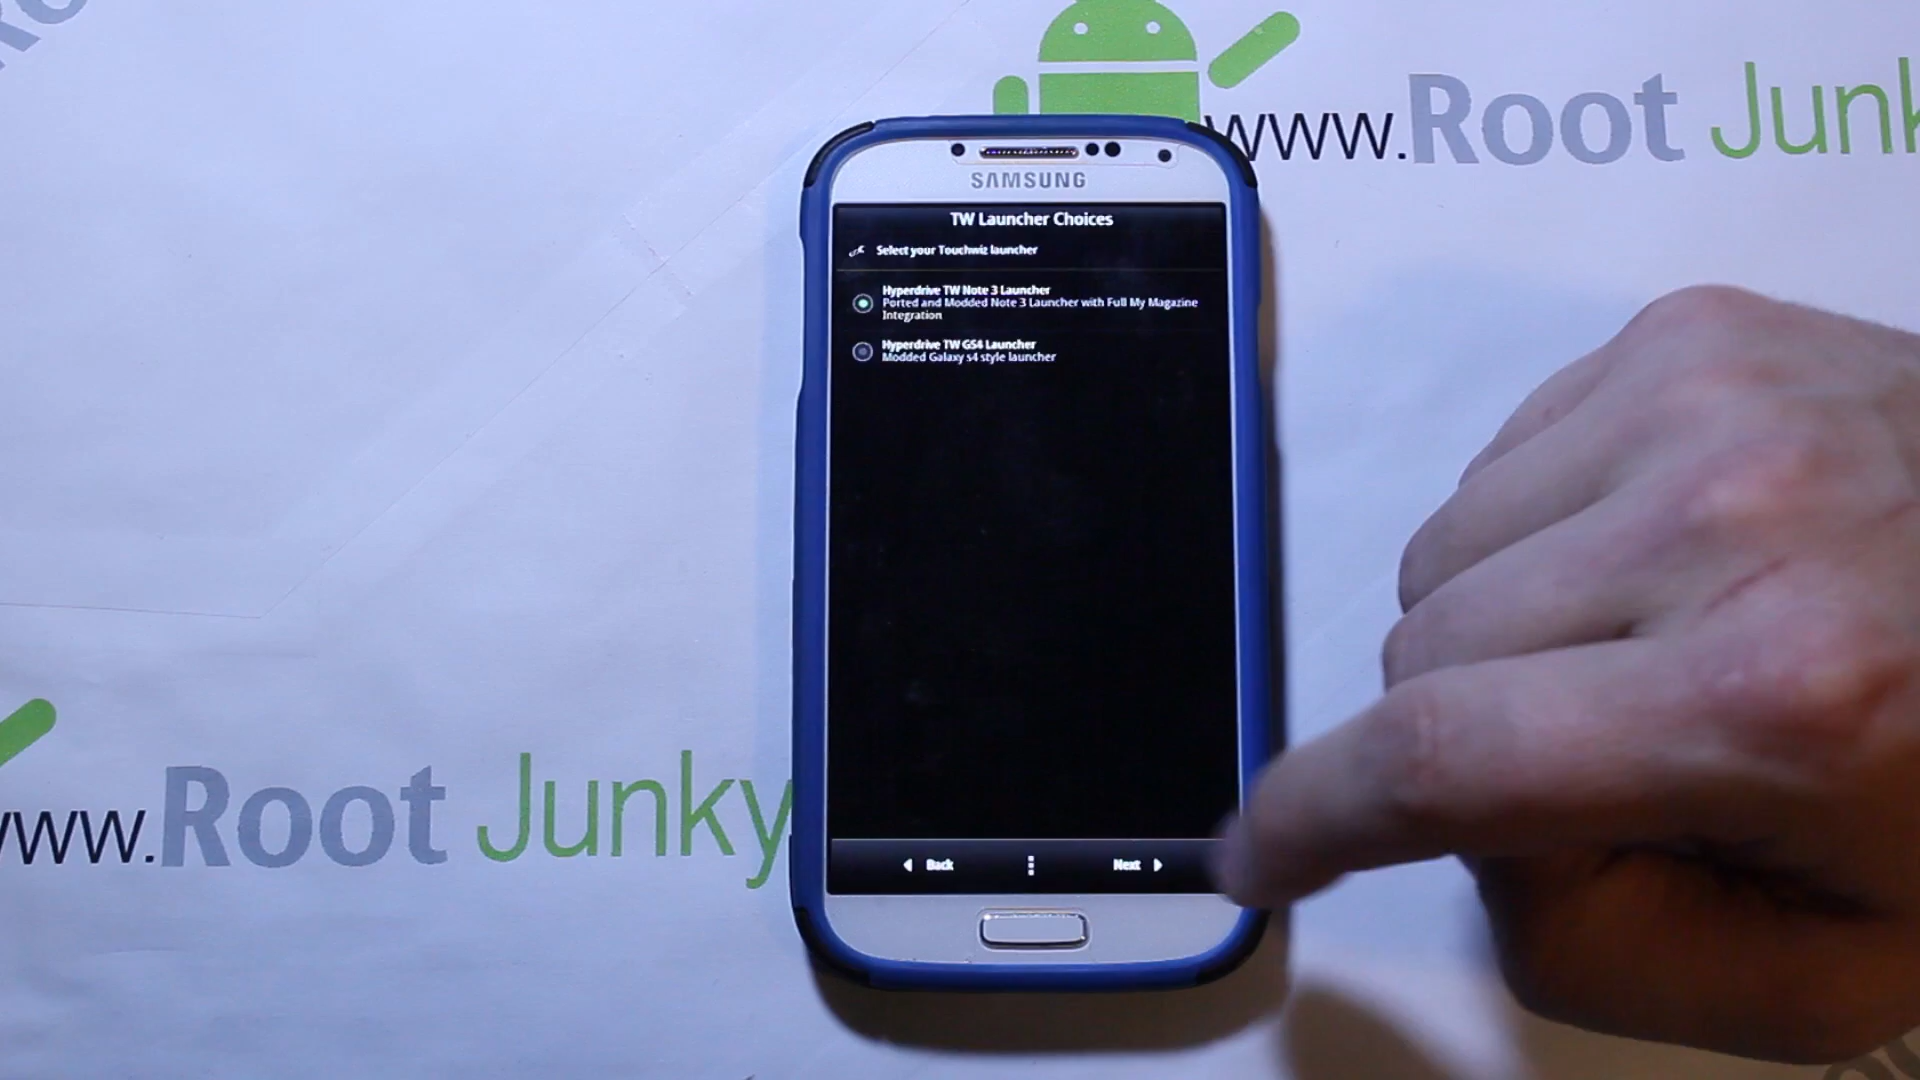 www.Root Junk
SAMSUNG
TW Launcher Choices
Select your Touchwiz launcher
Hyperdrive TW Note 3 Launcher
Ported and Modded Note 3 Launcher with Full My Magazine
Integration
Hyperdrive TW GS4 Launcher
Modded Galaxy s4 style launcher
www.Root Junky
Back
Next